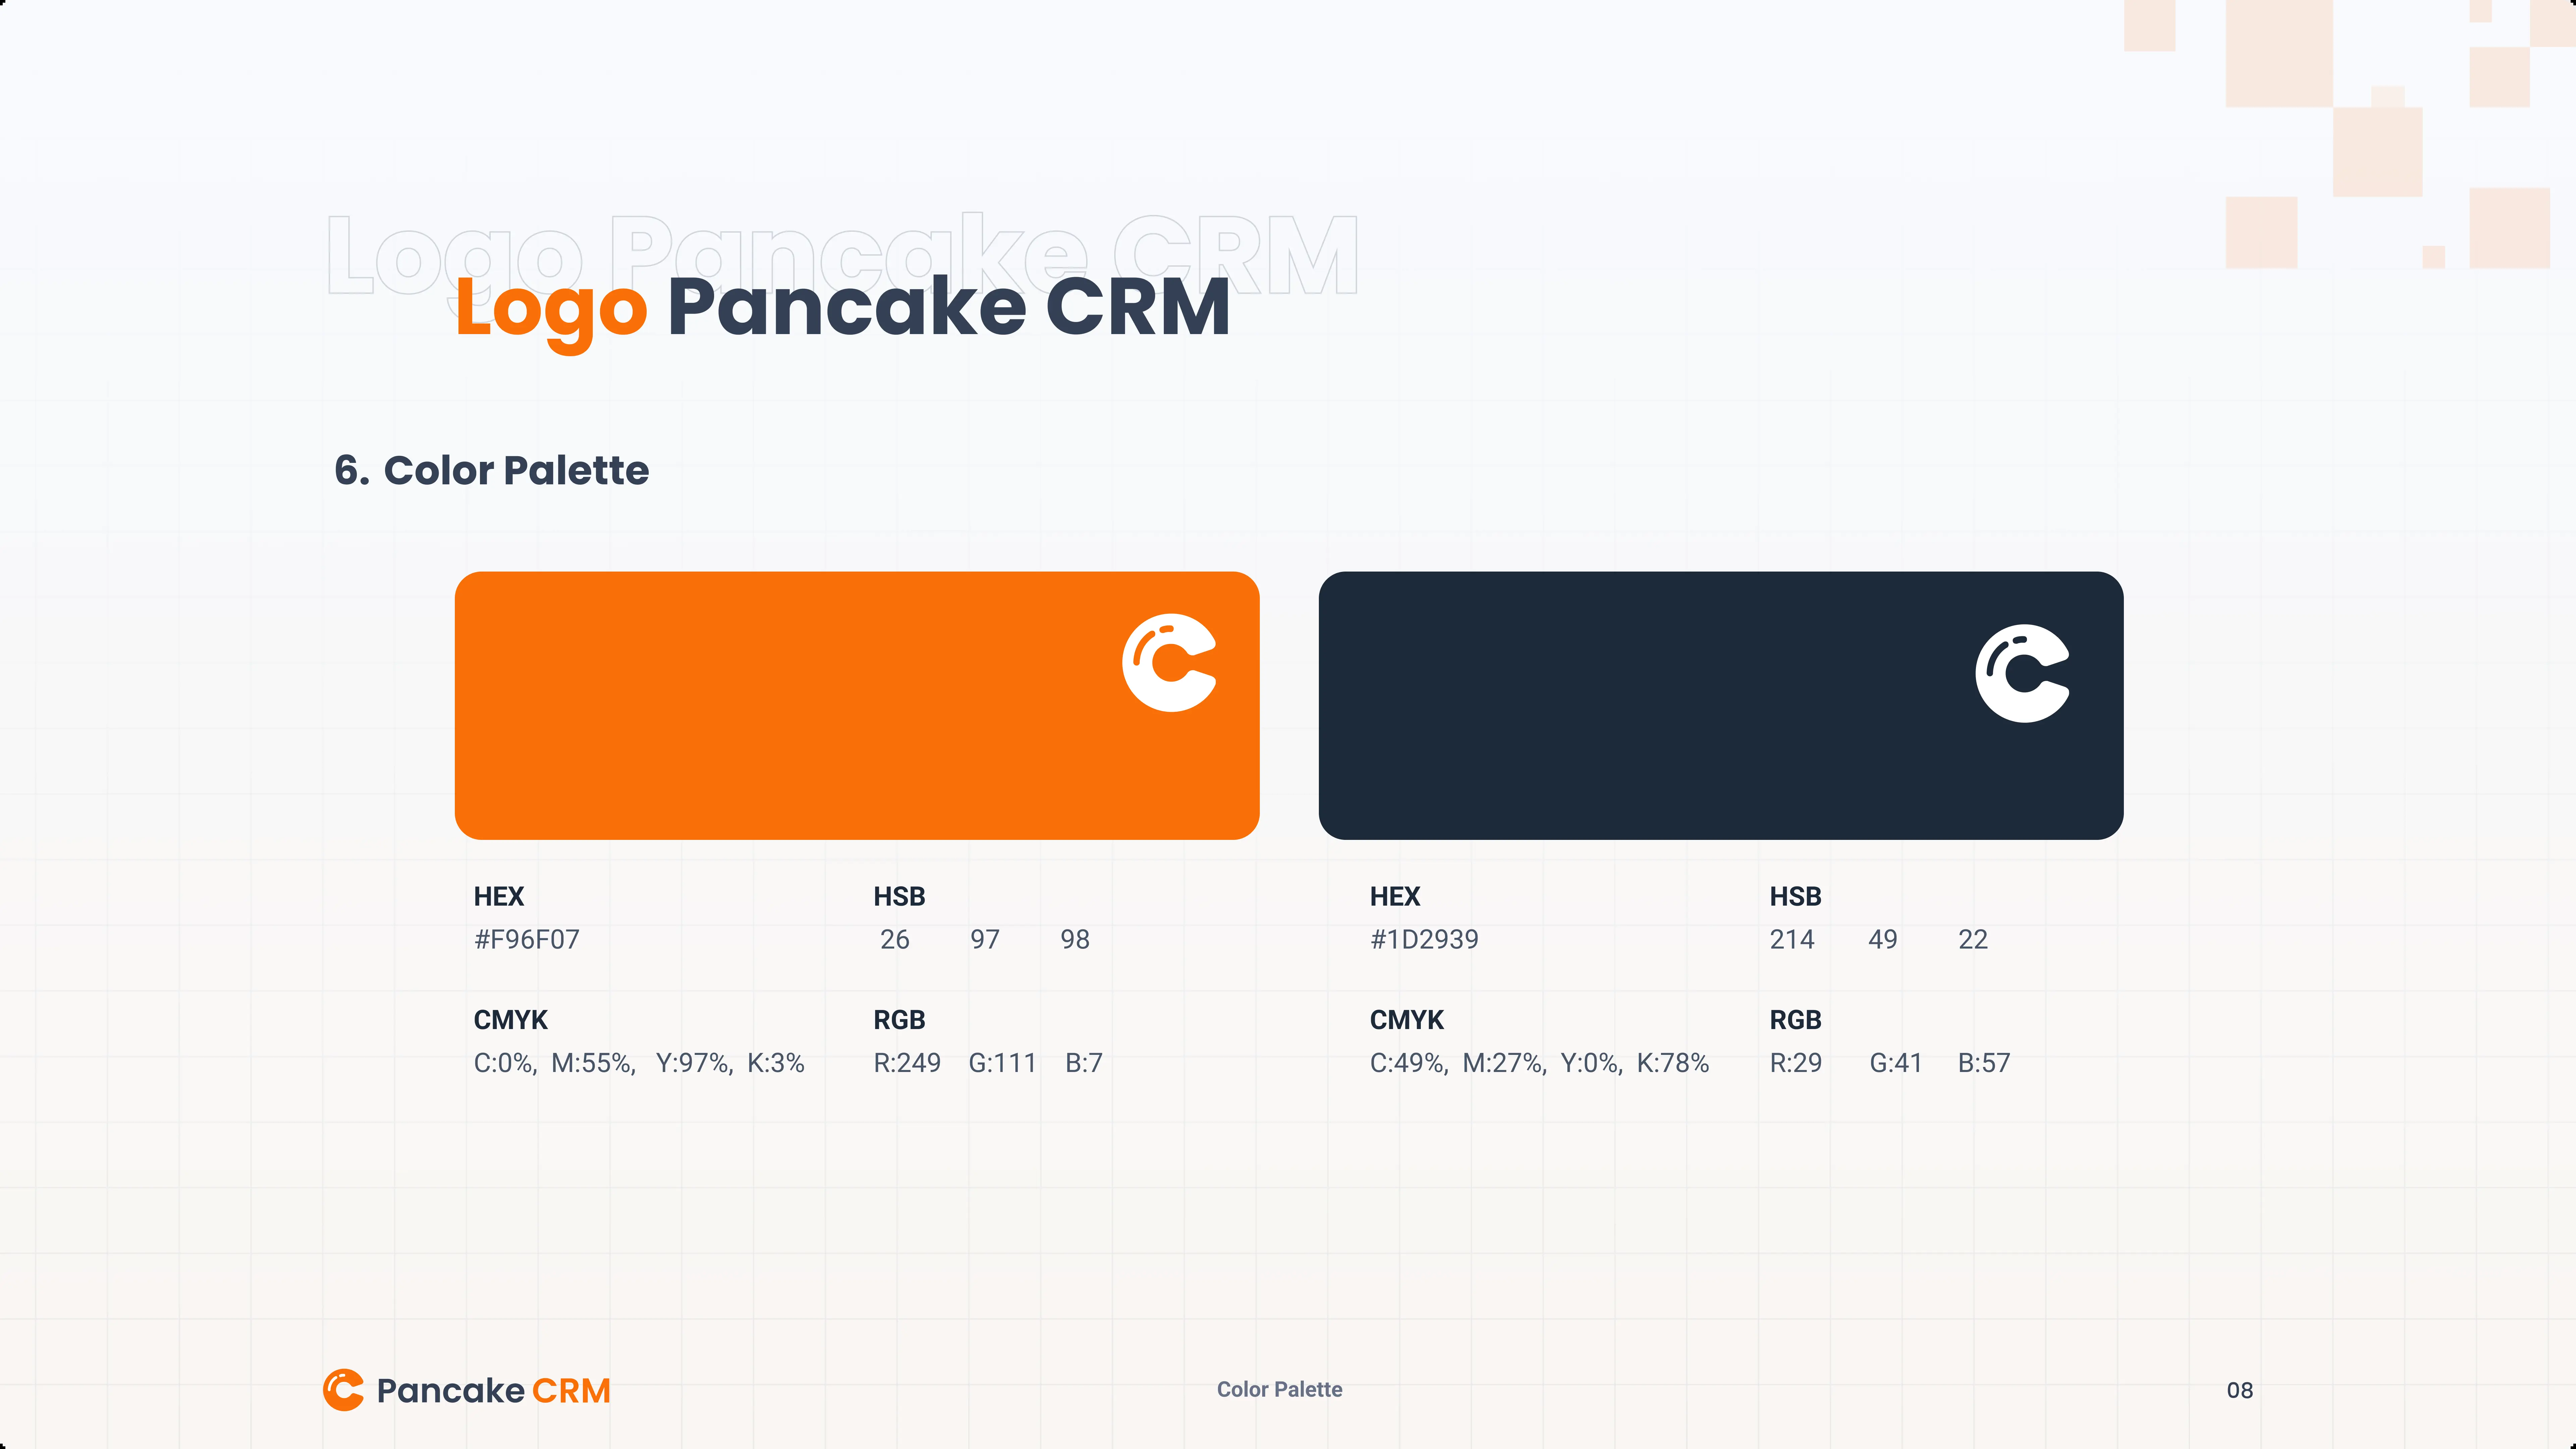 Logo Pancake CRM
Logo Pancake CRM
6. Color Palette
HEX
#F96F07
HSB
26 97 98
CMYK
C:0%, M:55%, Y:97%, K:3%
RGB
R:249 G:111 B:7
HEX
#1D2939
HSB
214 49 22
CMYK
C:49%, M:27%, Y:0%, K:78%
RGB
R:29 G:41 B:57
Pancake CRM
Color Palette
08